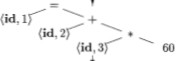 =
⟨id, 1⟩ +
⟨id, 2⟩ *
⟨id, 3⟩ 60